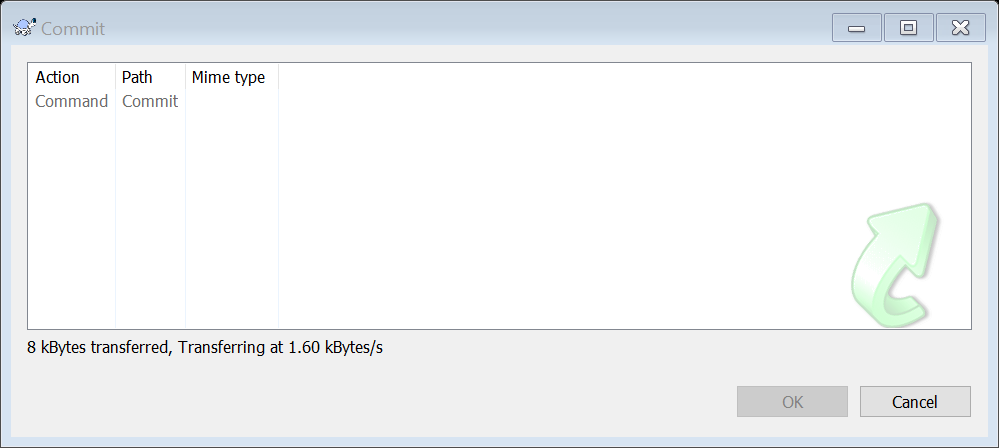 Commit
Action Path Mime type
Command Commit
8 kBytes transferred, Transferring at 1.60 kBytes/s
OK Cancel